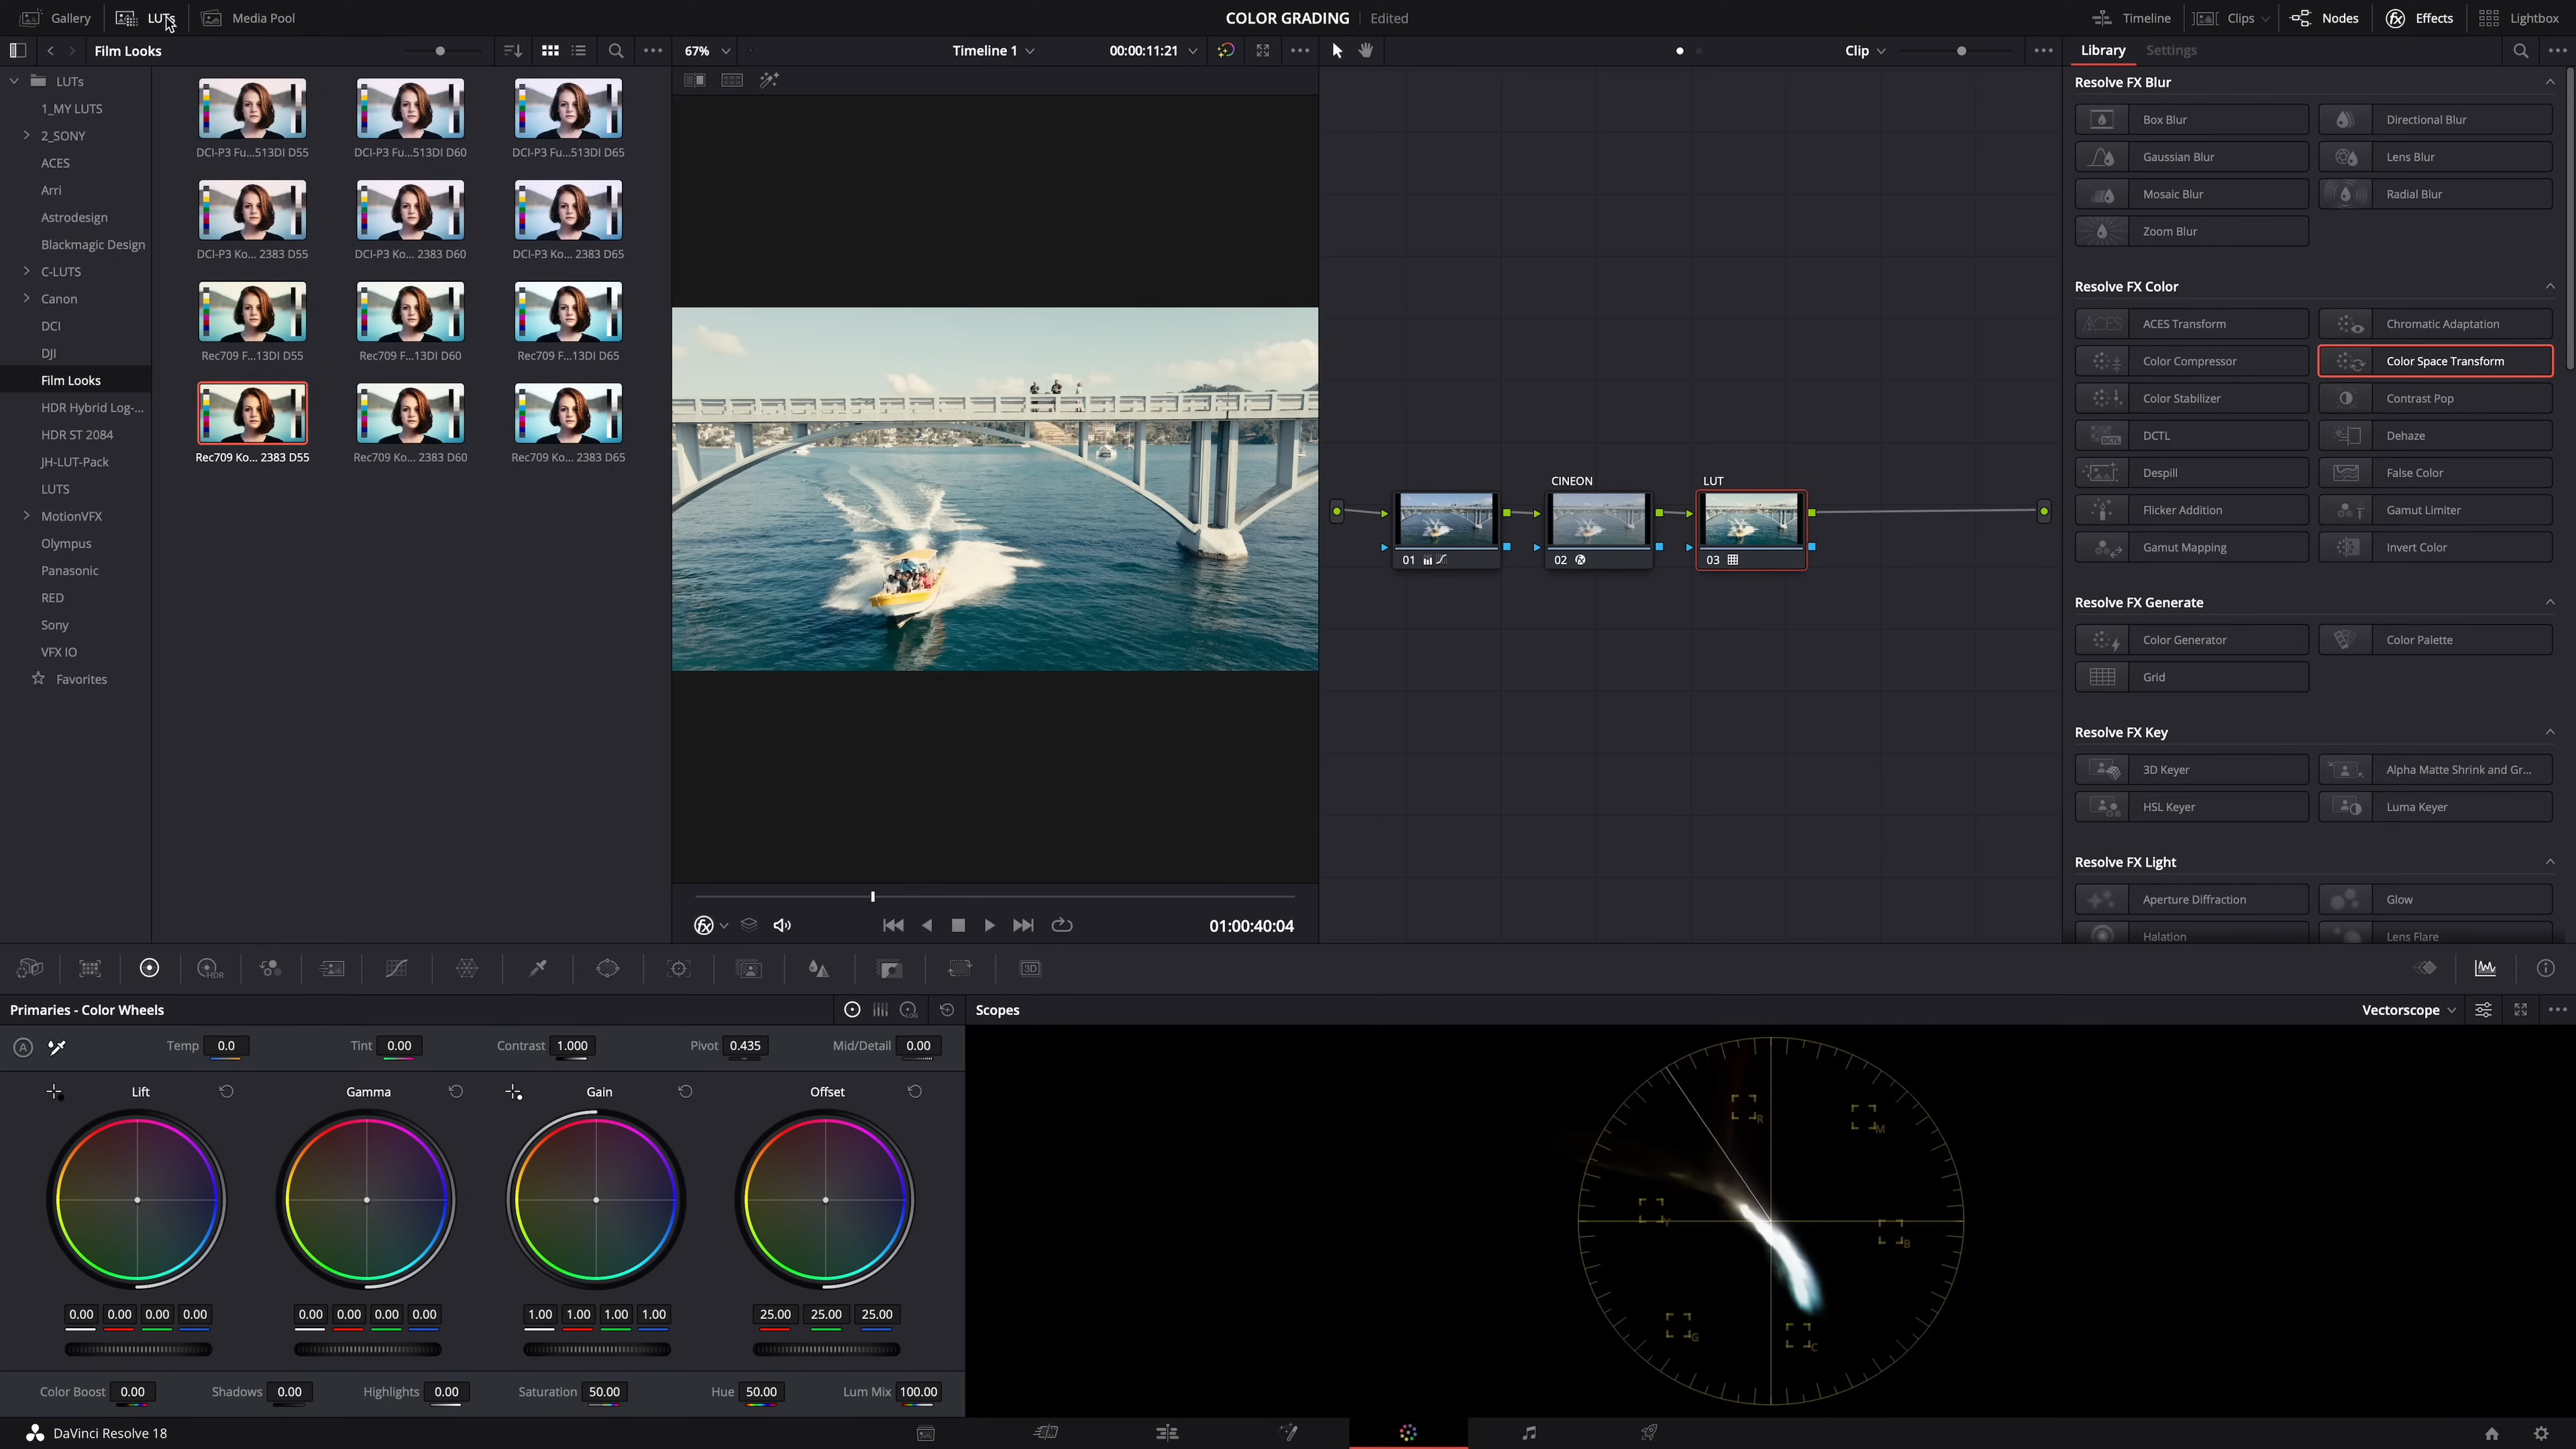 Gallery
LUTs
Media Pool
COLOR GRADING
Edited
Timeline
Clips
Nodes
Effects
Lightbox
Film Looks
67%
Timeline 1
00:00:11:21
Clip
Library
Settings
LUTs
1_MY LUTS
2_SONY
ACES
Arri
Astrodesign
Blackmagic Design
C-LUTS
Canon
DCI
DJI
Film Looks
HDR Hybrid Log-...
HDR ST 2084
JH-LUT-Pack
LUTS
MotionVFX
Olympus
Panasonic
RED
Sony
VFX IO
Favorites
DCI-P3 Fu...513DI D55
DCI-P3 Fu...513DI D60
DCI-P3 Fu...513DI D65
DCI-P3 Ko... 2383 D55
DCI-P3 Ko... 2383 D60
DCI-P3 Ko... 2383 D65
Rec709 F...13DI D55
Rec709 F...13DI D60
Rec709 F...13DI D65
Rec709 Ko... 2383 D55
Rec709 Ko... 2383 D60
Rec709 Ko... 2383 D65
01:00:40:04
CINEON
LUT
01
02
03
Resolve FX Blur
Box Blur
Directional Blur
Gaussian Blur
Lens Blur
Mosaic Blur
Radial Blur
Zoom Blur
Resolve FX Color
ACES
ACES Transform
Chromatic Adaptation
Color Compressor
Color Space Transform
Color Stabilizer
Contrast Pop
DCTL
DCTL
Dehaze
Despill
False Color
Flicker Addition
Gamut Limiter
Gamut Mapping
Invert Color
Resolve FX Generate
Color Generator
Color Palette
Grid
Resolve FX Key
3D Keyer
Alpha Matte Shrink and Gr...
HSL Keyer
Luma Keyer
Resolve FX Light
Aperture Diffraction
Glow
Halation
Lens Flare
HDR
3D
Primaries - Color Wheels
LOG
Scopes
Vectorscope
A
Temp 0.0
Tint 0.00
Contrast 1.000
Pivot 0.435
Mid/Detail 0.00
Lift
Gamma
Gain
Offset
0.00 0.00 0.00 0.00
0.00 0.00 0.00 0.00
1.00 1.00 1.00 1.00
25.00 25.00 25.00
Color Boost 0.00
Shadows 0.00
Highlights 0.00
Saturation 50.00
Hue 50.00
Lum Mix 100.00
R
M
Y
B
G
C
DaVinci Resolve 18